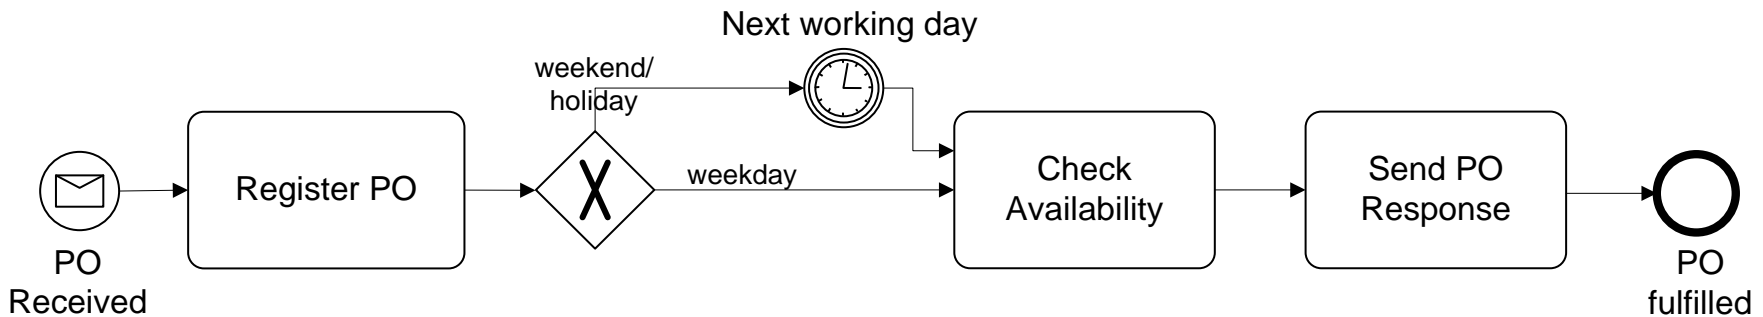 Next working day
weekend/
holiday
Register PO
weekday
Check
Availability
Send PO
Response
PO
Received
PO
fulfilled